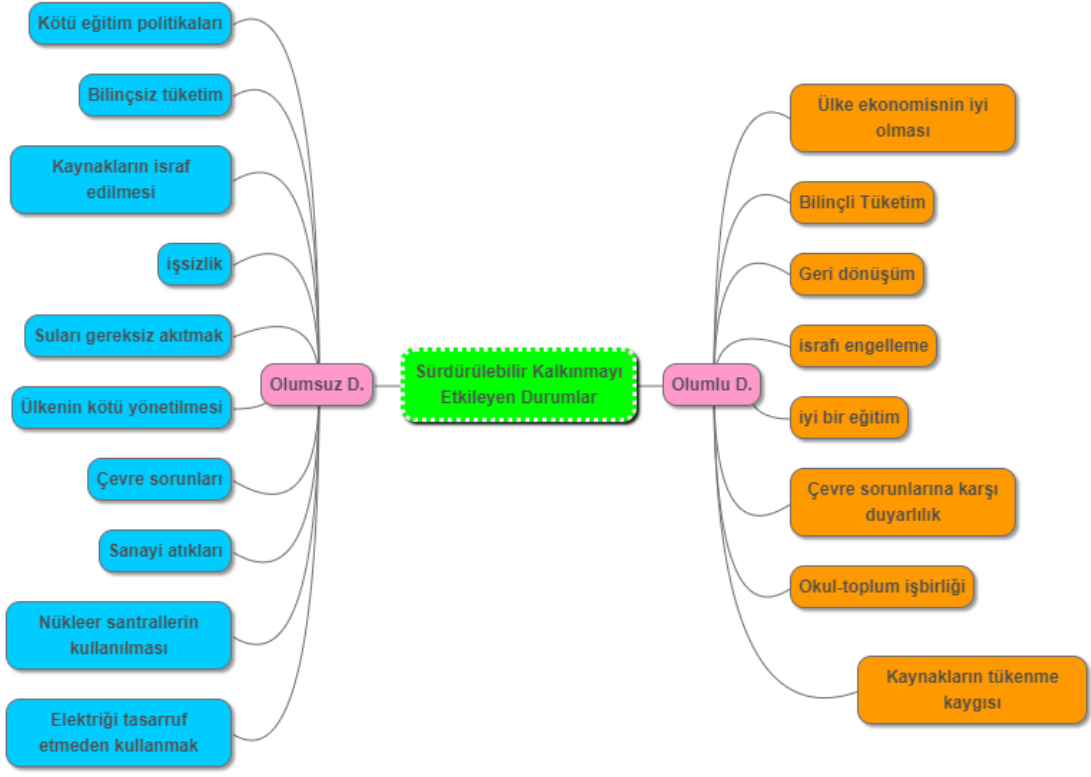 Kötü eğitim politikaları
Bilinçsiz tüketim
Kaynakların israf
edilmesi
işsizlik
Suları gereksiz akıtmak
Ülkenin kötü yönetilmesi
Çevre sorunları
Sanayi atıkları
Nükleer santrallerin
kullanılması
Elektriği tasarruf
etmeden kullanmak
Olumsuz D.
Sürdürülebilir Kalkınmayı
Etkileyen Durumlar
Olumlu D.
Ülke ekonomisnin iyi
olması
Bilinçli Tüketim
Geri dönüşüm
israfı engelleme
iyi bir eğitim
Çevre sorunlarına karşı
duyarlılık
Okul-toplum işbirliği
Kaynakların tükenme
kaygısı